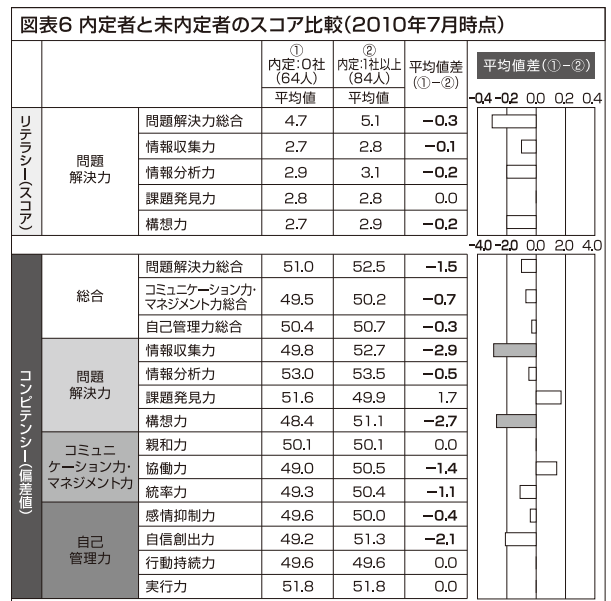 図表6 内定者と未内定者のスコア比較(2010年7月時点)
① 内定:0社 (64人) 平均値
② 内定:1社以上 (84人) 平均値
平均値差 (①−②)
平均値差(①−②)
リテラシー(スコア)
-0.4 -0.2 0.0 0.2 0.4
問題解決力
問題解決力総合 4.7 5.1 −0.3
情報収集力 2.7 2.8 −0.1
情報分析力 2.9 3.1 −0.2
課題発見力 2.8 2.8 0.0
構想力 2.7 2.9 −0.2
コンピテンシー(偏差値)
-4.0 -2.0 0.0 2.0 4.0
総合
問題解決力総合 51.0 52.5 −1.5
コミュニケーション力・マネジメント力総合 49.5 50.2 −0.7
自己管理力総合 50.4 50.7 −0.3
問題解決力
情報収集力 49.8 52.7 −2.9
情報分析力 53.0 53.5 −0.5
課題発見力 51.6 49.9 1.7
構想力 48.4 51.1 −2.7
コミュニケーション力・マネジメント力
親和力 50.1 50.1 0.0
協働力 49.0 50.5 −1.4
統率力 49.3 50.4 −1.1
自己管理力
感情抑制力 49.6 50.0 −0.4
自信創出力 49.2 51.3 −2.1
行動持続力 49.6 49.6 0.0
実行力 51.8 51.8 0.0